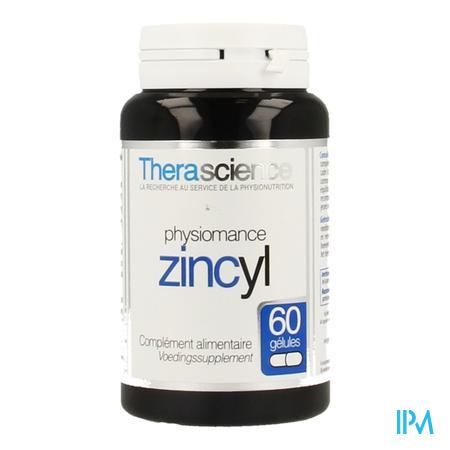 Therascience
LA RECHERCHE AU SERVICE DE LA PHYSIONUTRITION
physiomance
zincyl
60
gélules
Complément alimentaire
Voedingssupplement
IPM